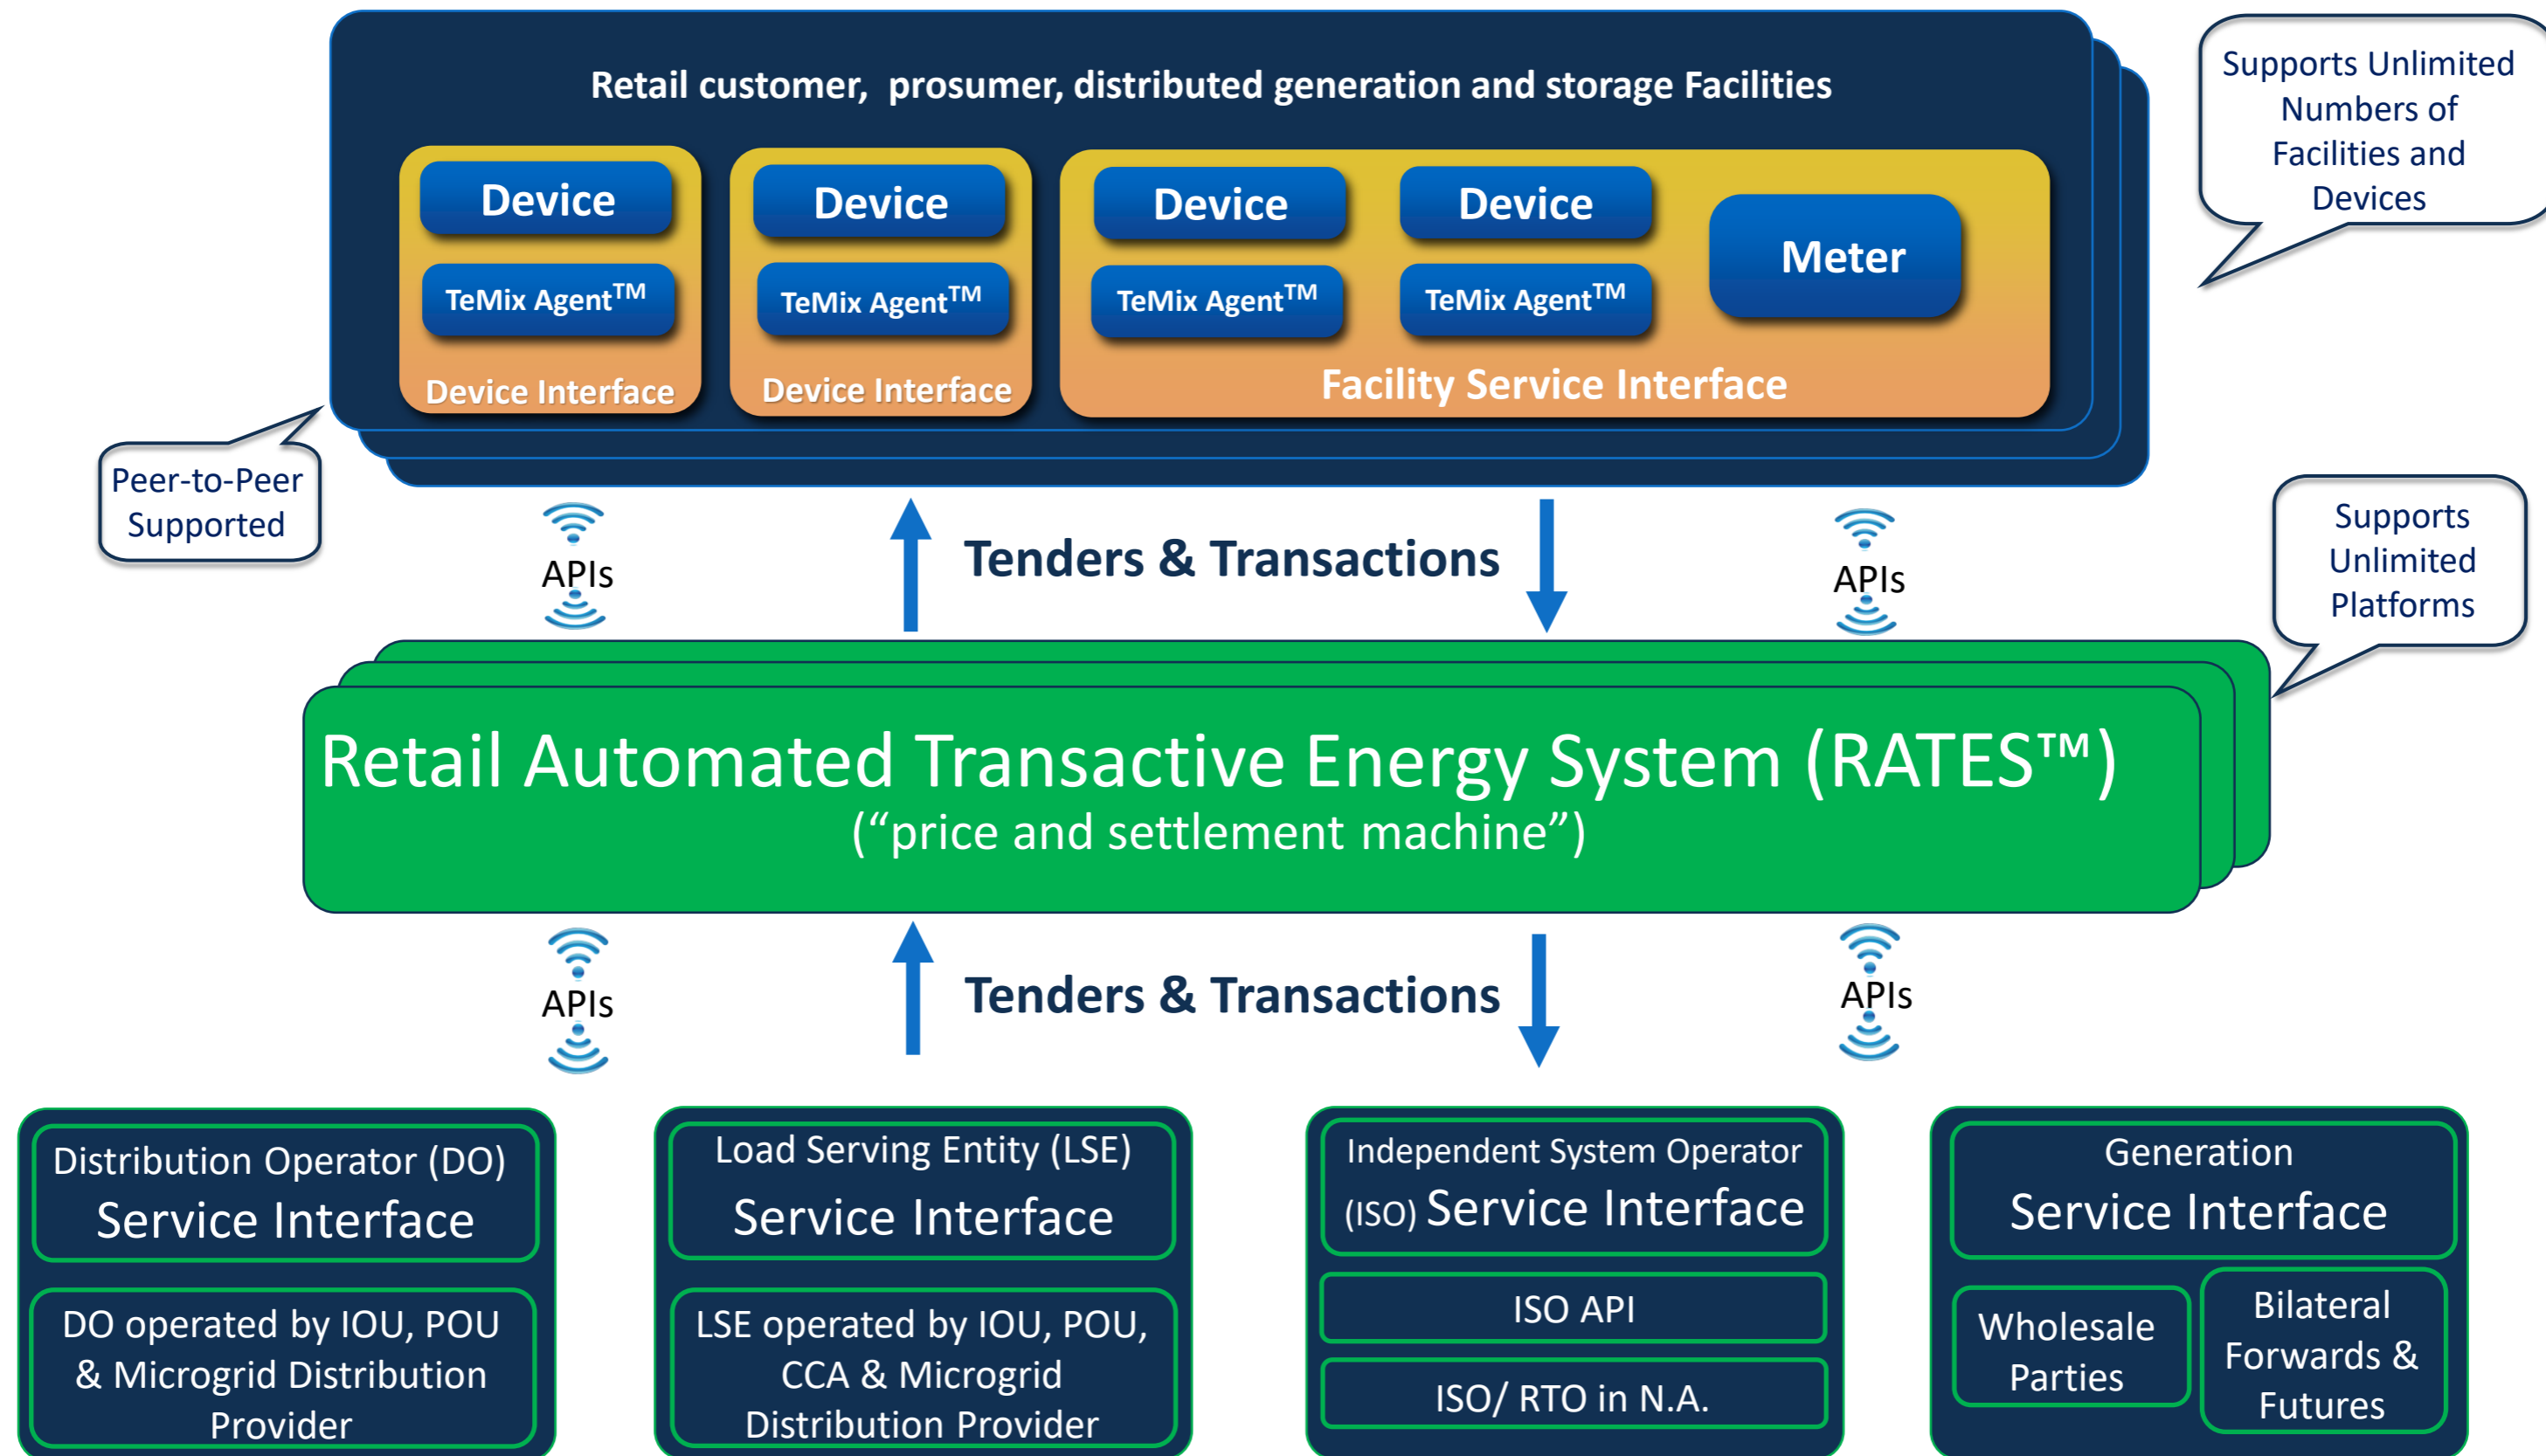 Retail customer, prosumer, distributed generation and storage Facilities
Supports Unlimited
Numbers of
Facilities and
Devices
Device
TeMix Agent™
Device Interface
Device
TeMix Agent™
Device Interface
Device
TeMix Agent™
Device
TeMix Agent™
Meter
Facility Service Interface
Peer-to-Peer
Supported
APIs
Tenders & Transactions
APIs
Supports
Unlimited
Platforms
Retail Automated Transactive Energy System (RATES™)
(“price and settlement machine”)
APIs
Tenders & Transactions
APIs
Distribution Operator (DO)
Service Interface
DO operated by IOU, POU
& Microgrid Distribution
Provider
Load Serving Entity (LSE)
Service Interface
LSE operated by IOU, POU,
CCA & Microgrid
Distribution Provider
Independent System Operator
(ISO) Service Interface
ISO API
ISO/ RTO in N.A.
Generation
Service Interface
Wholesale
Parties
Bilateral
Forwards &
Futures